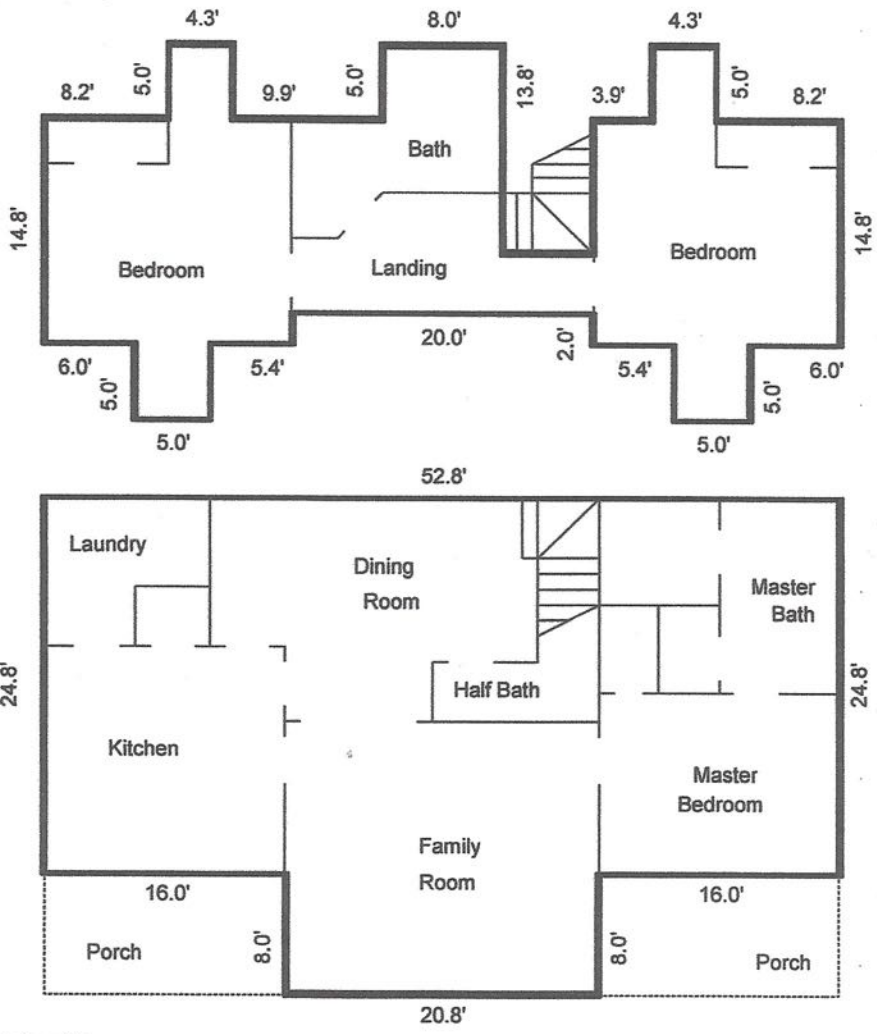 4.3'
8.0'
4.3'
8.2'
5.0'
9.9'
5.0'
13.8'
3.9'
5.0'
8.2'
Bath
14.8'
Bedroom
Landing
Bedroom
14.8'
6.0'
5.0'
5.4'
20.0'
2.0'
5.4'
5.0'
6.0'
5.0'
5.0'
52.8'
Laundry
Dining
Room
Master
Bath
24.8'
Half Bath
24.8'
Kitchen
Master
Bedroom
Family
Room
16.0'
16.0'
Porch
8.0'
8.0'
Porch
20.8'